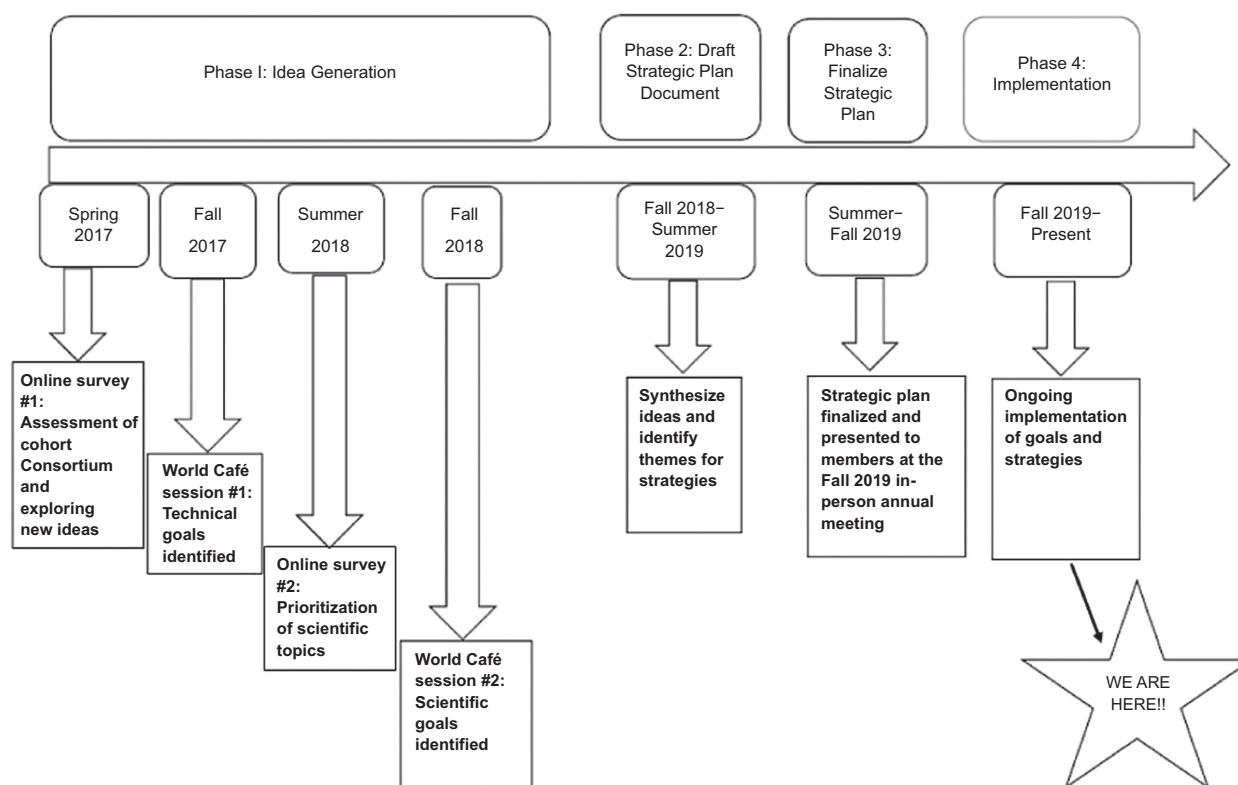 Phase I: Idea Generation
Phase 2: Draft
Strategic Plan
Document
Phase 3:
Finalize
Strategic
Plan
Phase 4:
Implementation
Spring
2017
Fall
2017
Summer
2018
Fall
2018
Fall 2018–
Summer
2019
Summer–
Fall 2019
Fall 2019–
Present
Online survey
#1:
Assessment of
cohort
Consortium
and
exploring
new ideas
World Café
session #1:
Technical
goals
identified
Online survey
#2:
Prioritization
of scientific
topics
World Café
session #2:
Scientific
goals
identified
Synthesize
ideas and
identify
themes for
strategies
Strategic plan
finalized and
presented to
members at the
Fall 2019 in-
person annual
meeting
Ongoing
implementation
of goals and
strategies
WE ARE
HERE!!